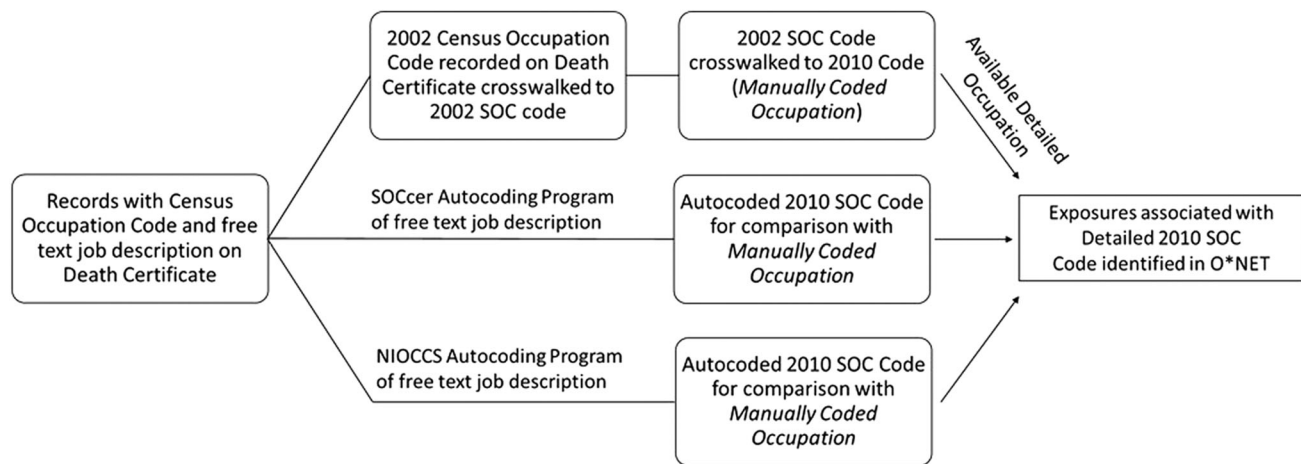 2002 Census Occupation
Code recorded on Death
Certificate crosswalked to
2002 SOC code
2002 SOC Code
crosswalked to 2010 Code
(Manually Coded
Occupation)
Available Detailed
Occupation
Records with Census
Occupation Code and free
text job description on
Death Certificate
SOCcer Autocoding Program
of free text job description
Autocoded 2010 SOC Code
for comparison with
Manually Coded
Occupation
Exposures associated with
Detailed 2010 SOC
Code identified in O*NET
NIOCCS Autocoding Program
of free text job description
Autocoded 2010 SOC Code
for comparison with
Manually Coded
Occupation